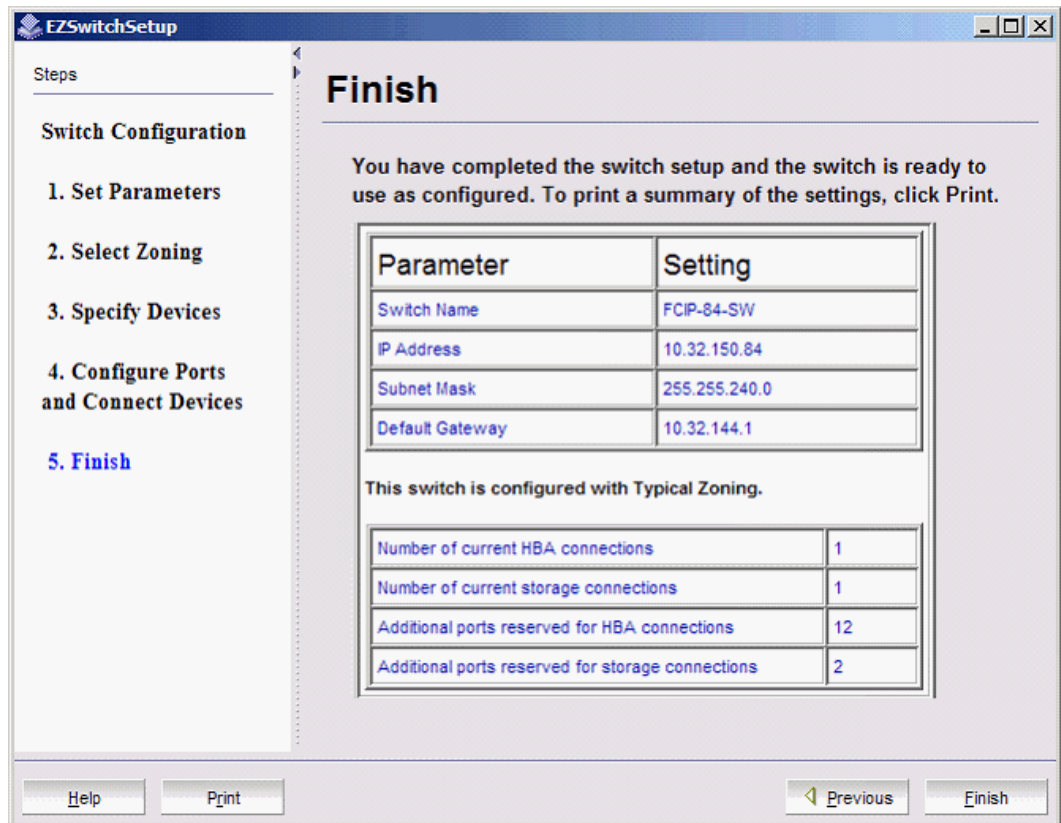 EZSwitchSetup
Steps
Switch Configuration
1. Set Parameters
2. Select Zoning
3. Specify Devices
4. Configure Ports
and Connect Devices
5. Finish
Finish
You have completed the switch setup and the switch is ready to
use as configured. To print a summary of the settings, click Print.
Parameter Setting
Switch Name FCIP-84-SW
IP Address 10.32.150.84
Subnet Mask 255.255.240.0
Default Gateway 10.32.144.1
This switch is configured with Typical Zoning.
Number of current HBA connections 1
Number of current storage connections 1
Additional ports reserved for HBA connections 12
Additional ports reserved for storage connections 2
Help Print Previous Finish